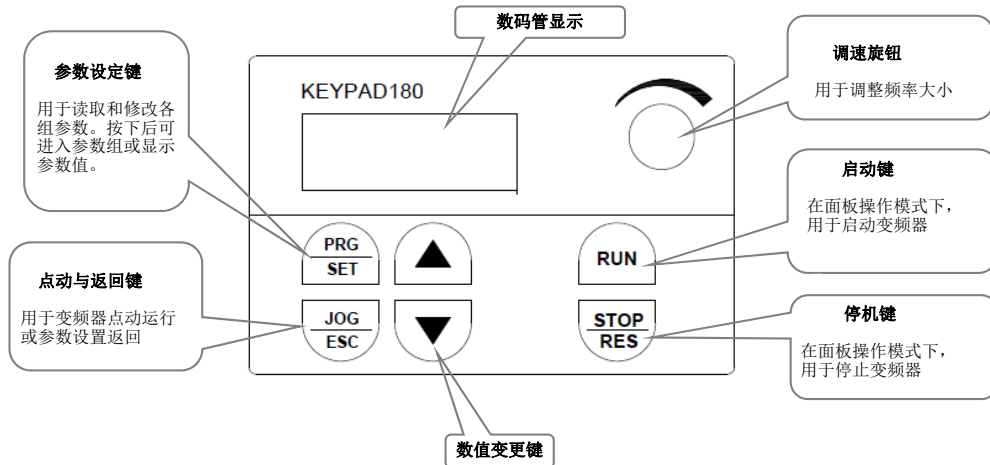 数码管显示
参数设定键
用于读取和修改各
组参数。按下后可
进入参数组或显示
参数值。
调速旋钮
用于调整频率大小
KEYPAD180
启动键
在面板操作模式下，
用于启动变频器
PRG
SET
RUN
点动与返回键
用于变频器点动运行
或参数设置返回
JOG
ESC
STOP
RES
停机键
在面板操作模式下，
用于停止变频器
数值变更键